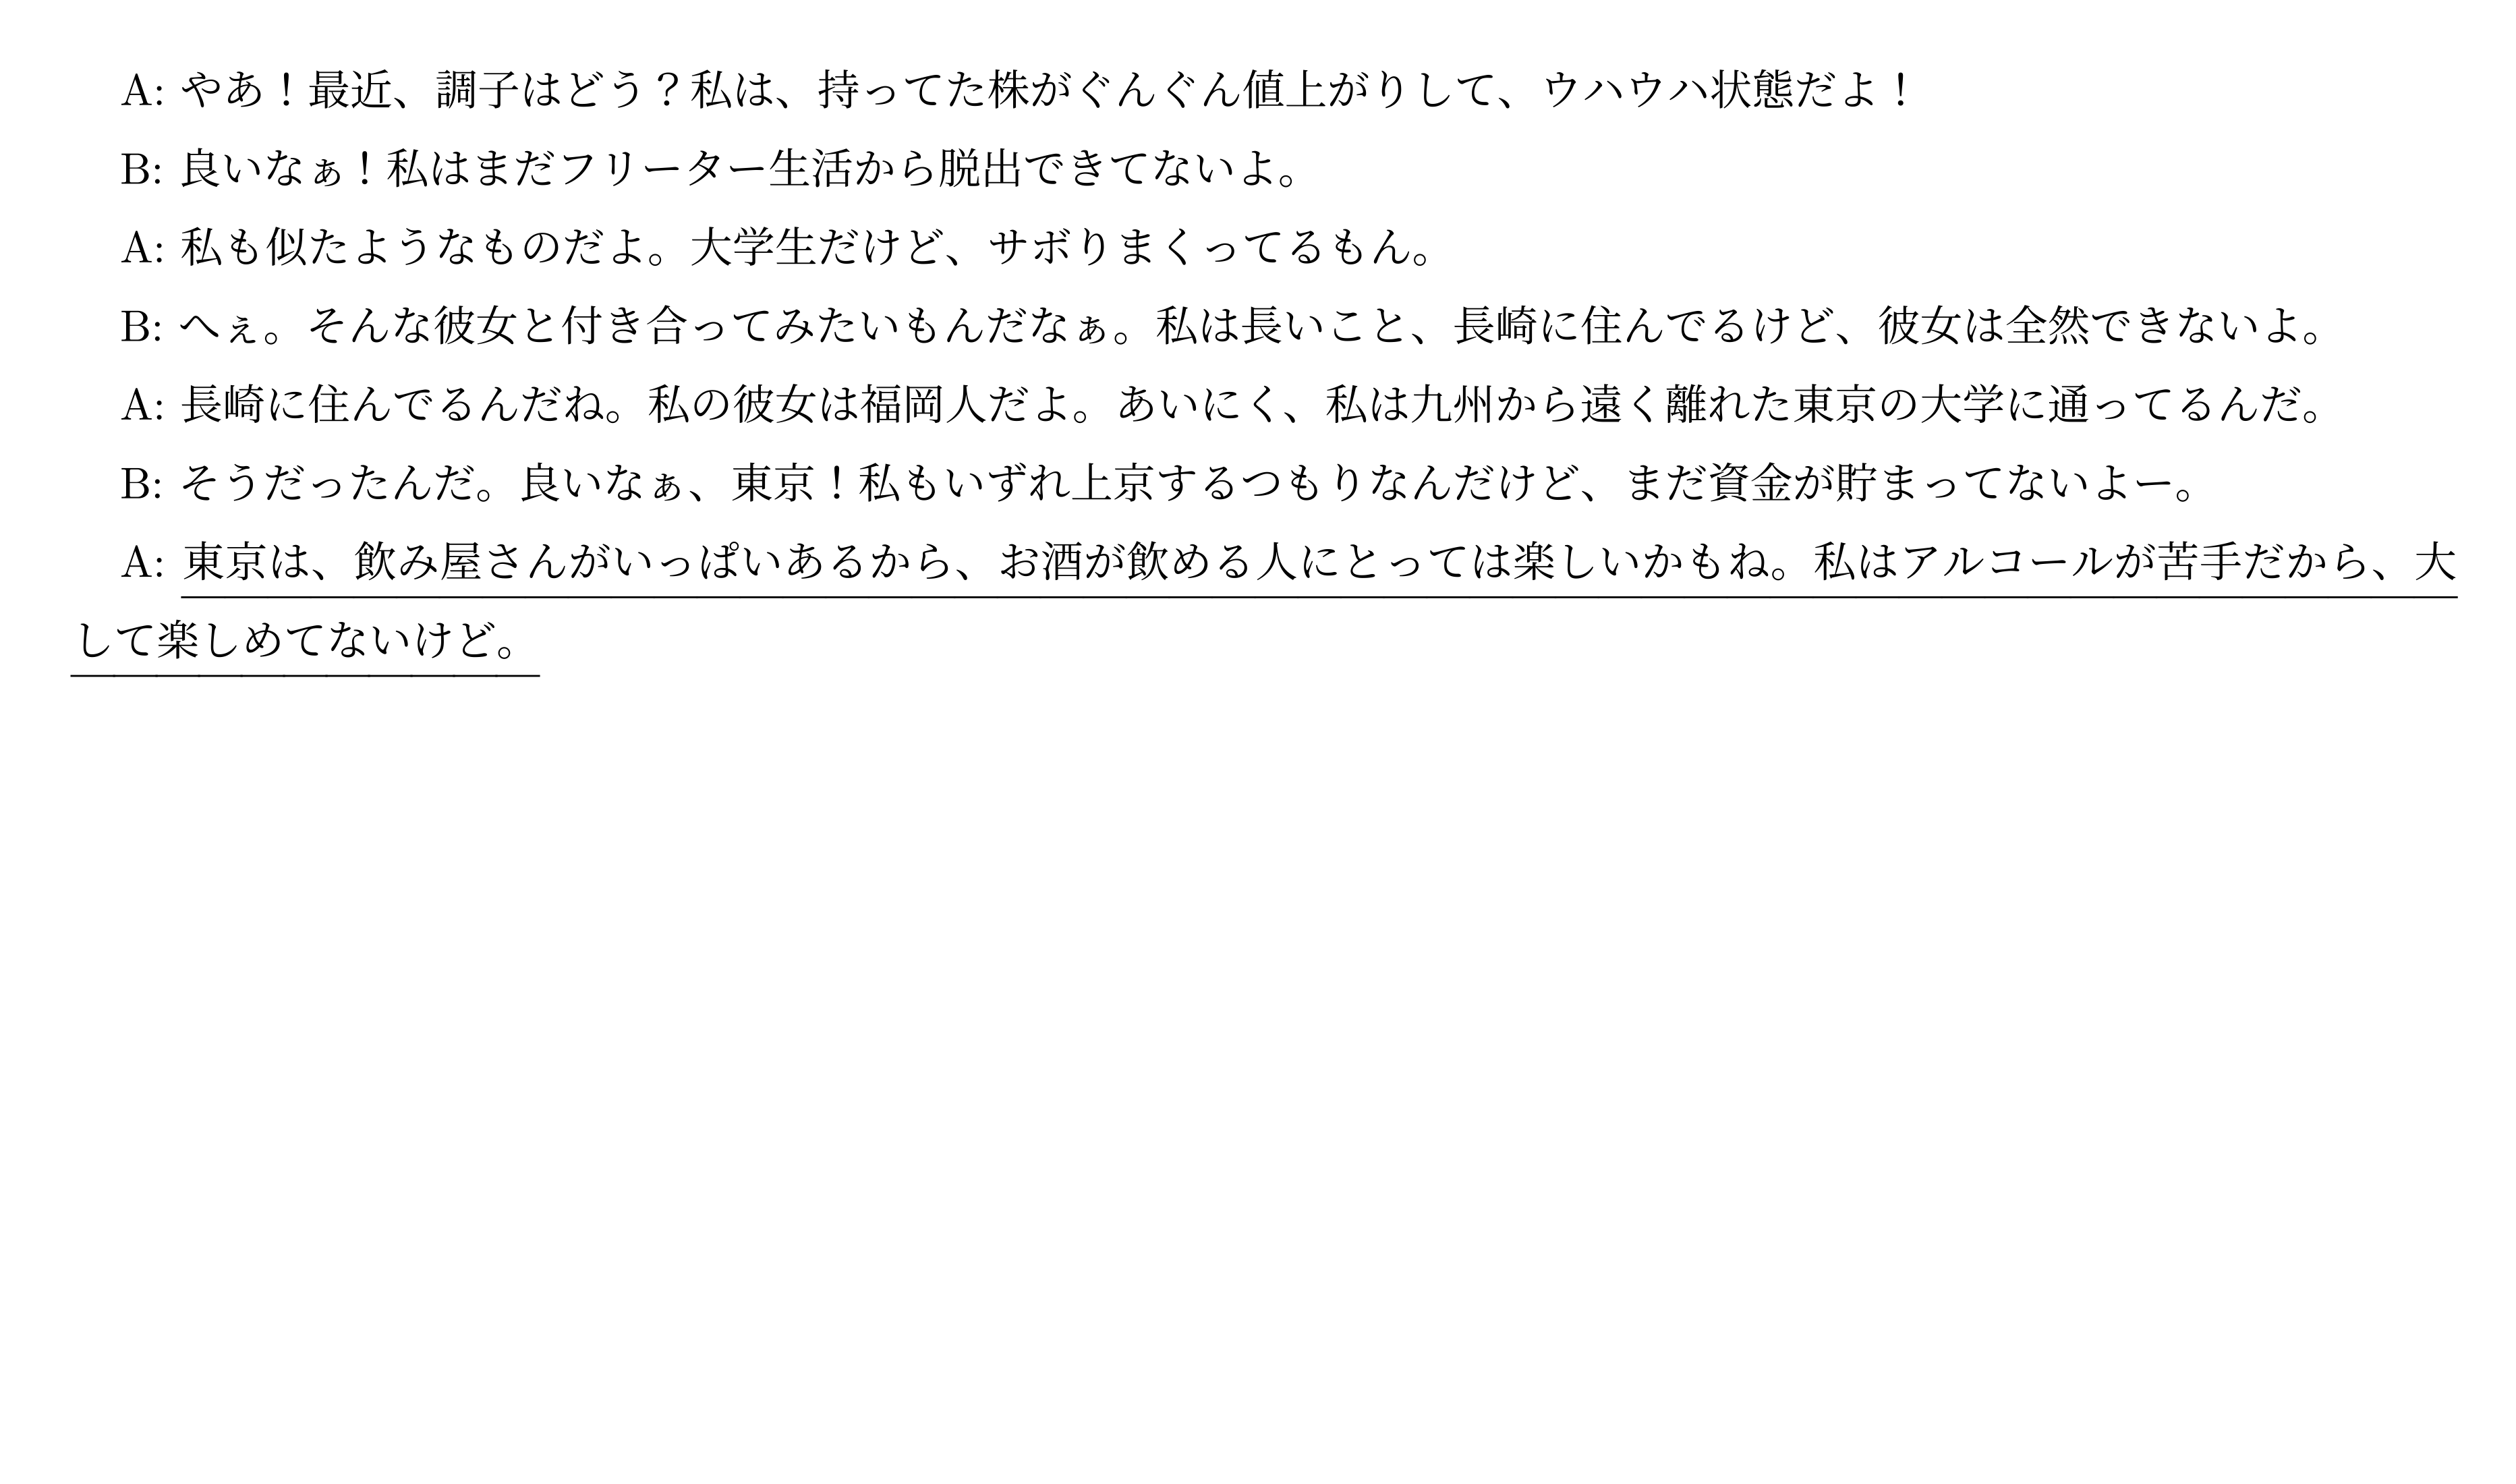 A: やあ！最近、調子はどう？私は、持ってた株がぐんぐん値上がりして、ウハウハ状態だよ！
B: 良いなぁ！私はまだフリーター生活から脱出できてないよ。
A: 私も似たようなものだよ。大学生だけど、サボりまくってるもん。
B: へぇ。そんな彼女と付き合ってみたいもんだなぁ。私は長いこと、長崎に住んでるけど、彼女は全然できないよ。
A: 長崎に住んでるんだね。私の彼女は福岡人だよ。あいにく、私は九州から遠く離れた東京の大学に通ってるんだ。
B: そうだったんだ。良いなぁ、東京！私もいずれ上京するつもりなんだけど、まだ資金が貯まってないよー。
A: 東京は、飲み屋さんがいっぱいあるから、お酒が飲める人にとっては楽しいかもね。私はアルコールが苦手だから、大
して楽しめてないけど。